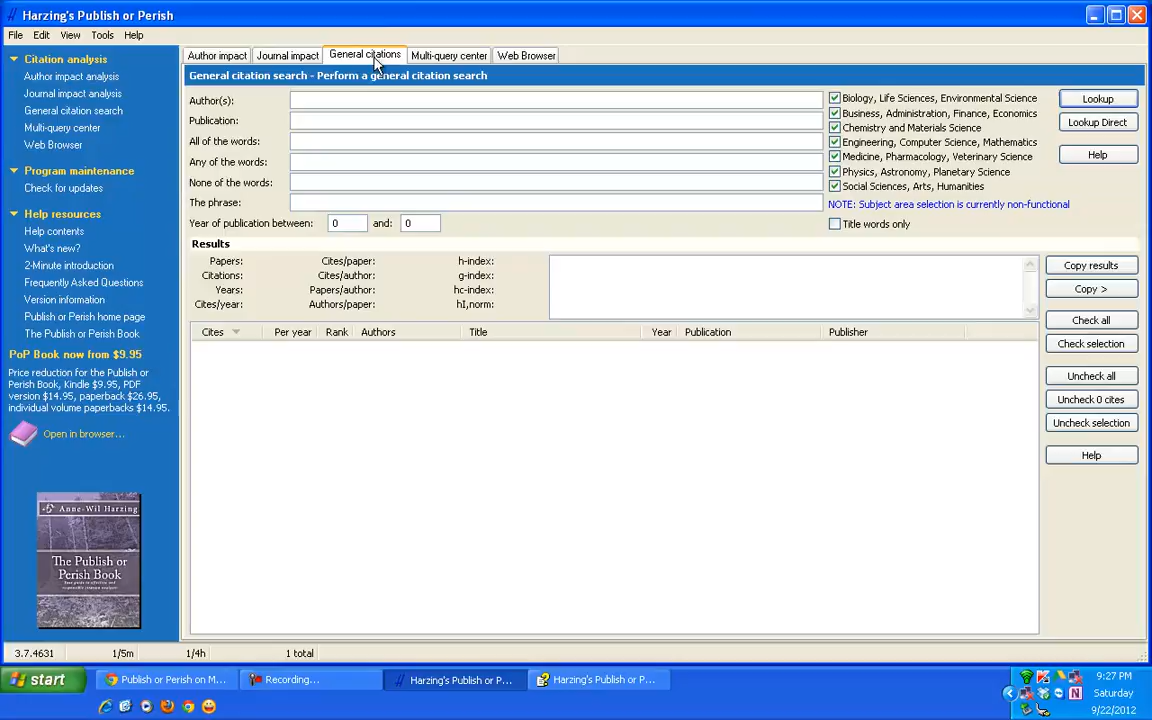 Harzing's Publish or Perish
File Edit View Tools Help
Citation analysis
Author impact analysis
Journal impact analysis
General citation search
Multi-query center
Web Browser
Program maintenance
Check for updates
Help resources
Help contents
What's new?
2-Minute introduction
Frequently Asked Questions
Version information
Publish or Perish home page
The Publish or Perish Book
PoP Book now from $9.95
Price reduction for the Publish or
Perish Book, Kindle $9.95, PDF
version $14.95, paperback $26.95,
individual volume paperbacks $14.95.
Open in browser...
Anne-Wil Harzing
The Publish or
Perish Book
Author impact Journal impact General citations Multi-query center Web Browser
General citation search - Perform a general citation search
Author(s):
Publication:
All of the words:
Any of the words:
None of the words:
The phrase:
Year of publication between: 0 and: 0
Biology, Life Sciences, Environmental Science
Business, Administration, Finance, Economics
Chemistry and Materials Science
Engineering, Computer Science, Mathematics
Medicine, Pharmacology, Veterinary Science
Physics, Astronomy, Planetary Science
Social Sciences, Arts, Humanities
NOTE: Subject area selection is currently non-functional
Title words only
Lookup
Lookup Direct
Help
Results
Papers: Cites/paper: h-index:
Citations: Cites/author: g-index:
Years: Papers/author: hc-index:
Cites/year: Authors/paper: hI,norm:
Cites Per year Rank Authors Title Year Publication Publisher
Copy results
Copy >
Check all
Check selection
Uncheck all
Uncheck 0 cites
Uncheck selection
Help
3.7.4631 1/5m 1/4h 1 total
start Publish or Perish on M... Recording... Harzing's Publish or P... Harzing's Publish or P...
9:27 PM
Saturday
9/22/2012